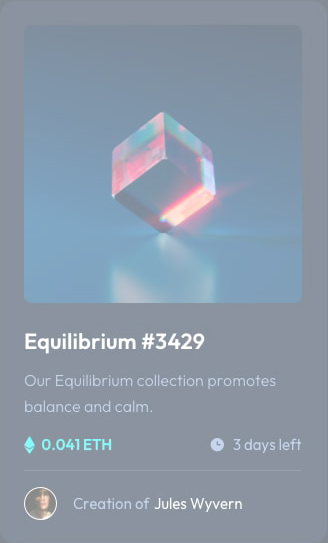 Equilibrium #3429
Our Equilibrium collection promotes
balance and calm.
0.041 ETH 3 days left
Creation of Jules Wyvern